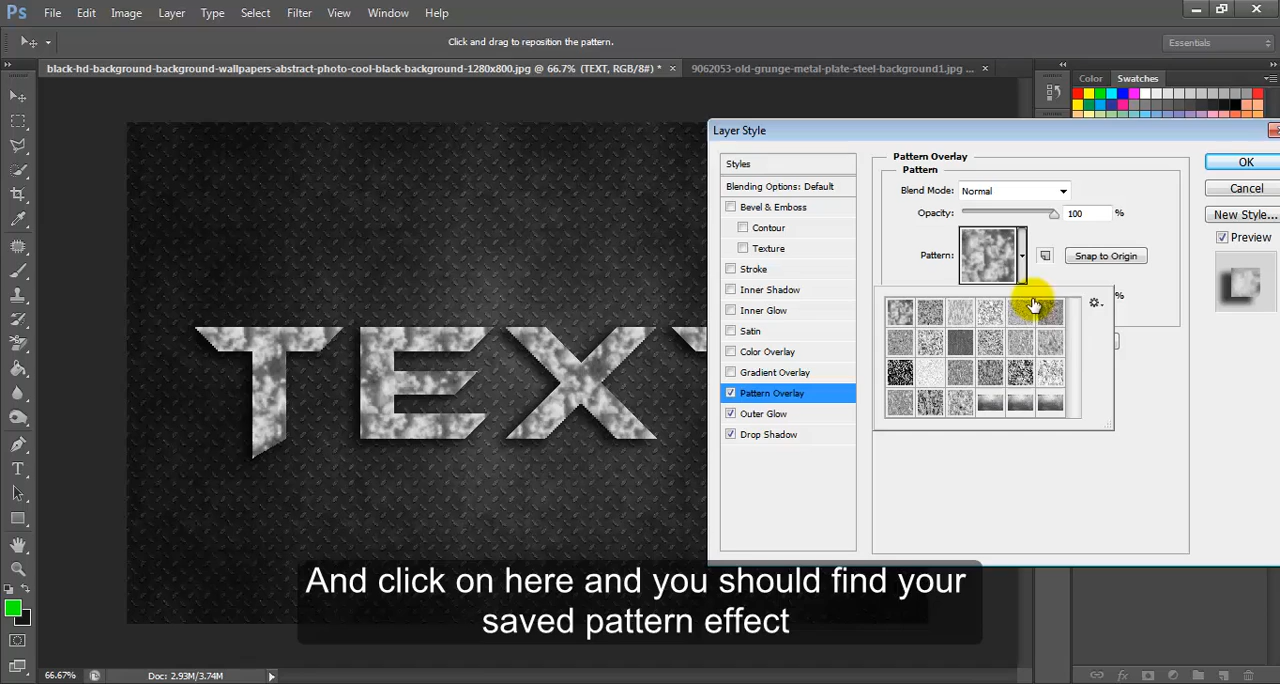 Ps File Edit Image Layer Type Select Filter View Window Help
Click and drag to reposition the pattern.
Essentials
black-hd-background-background-wallpapers-abstract-photo-cool-black-background-1280x800.jpg @ 66.7% (TEXT, RGB/8#) *
9062053-old-grunge-metal-plate-steel-background1.jpg ...
Color Swatches
Layer Style
Styles
Blending Options: Default
Bevel & Emboss
Contour
Texture
Stroke
Inner Shadow
Inner Glow
Satin
Color Overlay
Gradient Overlay
Pattern Overlay
Outer Glow
Drop Shadow
Pattern Overlay
Pattern
Blend Mode: Normal
Opacity: 100 %
Pattern: Snap to Origin
%
OK
Cancel
New Style...
Preview
TEXT
And click on here and you should find your
saved pattern effect
66.67% Doc: 2.93M/3.74M